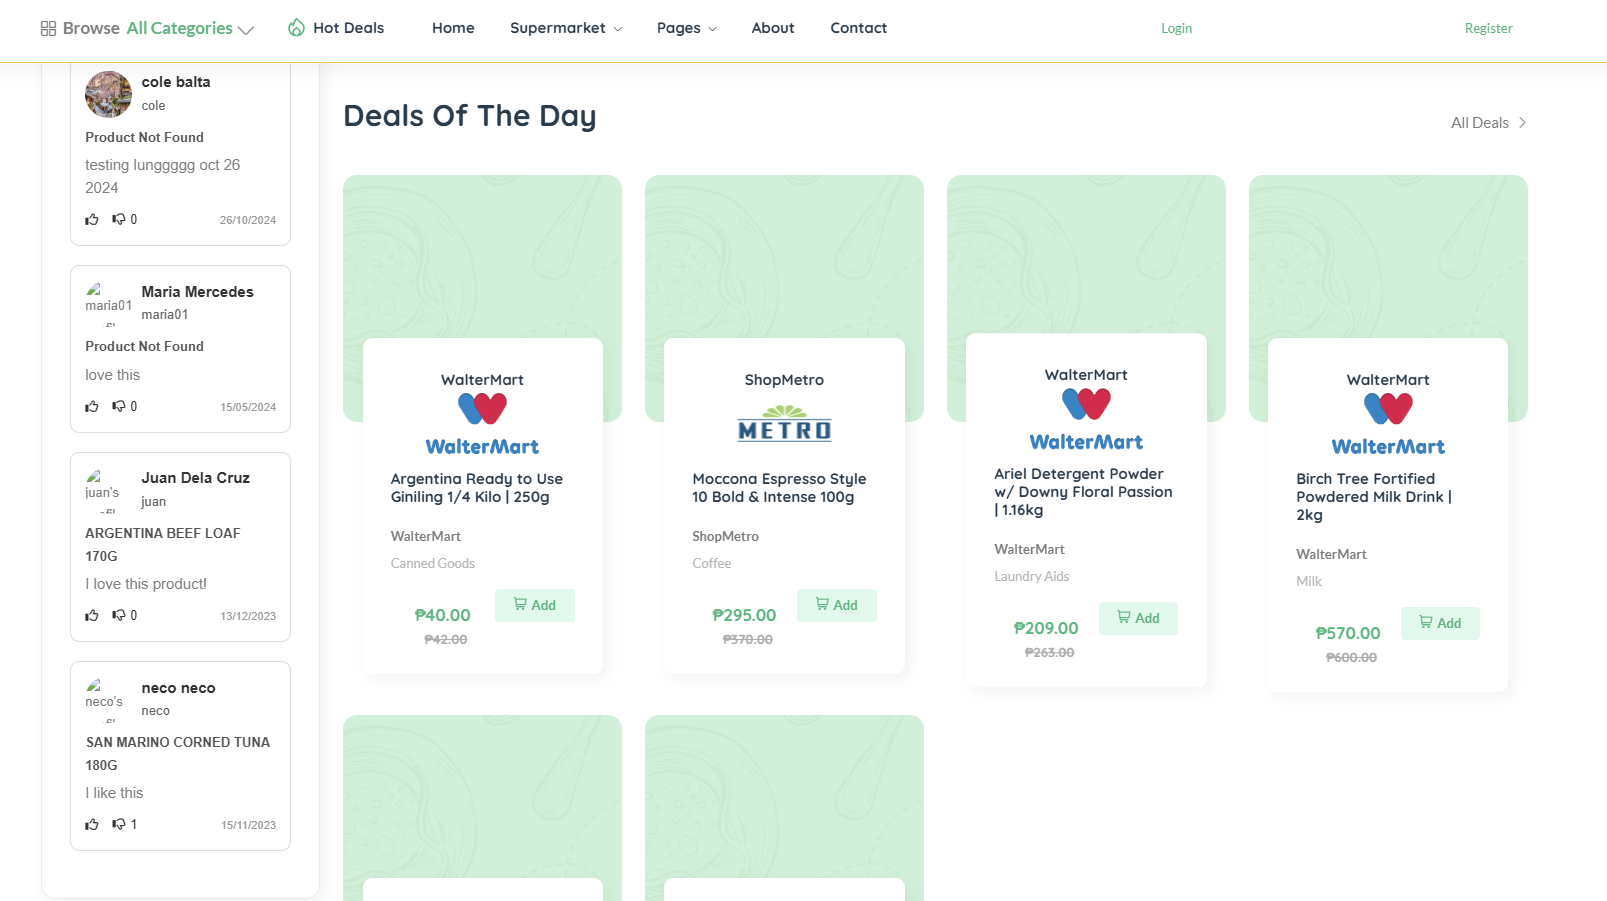 Browse All Categories
Hot Deals
Home
Supermarket
Pages
About
Contact
Login
Register
cole balta
cole
Product Not Found
testing lunggggg oct 26
2024
0
26/10/2024
maria01
Maria Mercedes
maria01
Product Not Found
love this
0
15/05/2024
juan's
Juan Dela Cruz
juan
ARGENTINA BEEF LOAF
170G
I love this product!
0
13/12/2023
neco's
neco neco
neco
SAN MARINO CORNED TUNA
180G
I like this
1
15/11/2023
Deals Of The Day
All Deals
WalterMart
WalterMart
Argentina Ready to Use
Giniling 1/4 Kilo | 250g
WalterMart
Canned Goods
₱40.00
₱42.00
Add
ShopMetro
METRO
Moccona Espresso Style
10 Bold & Intense 100g
ShopMetro
Coffee
₱295.00
₱370.00
Add
WalterMart
WalterMart
Ariel Detergent Powder
w/ Downy Floral Passion
| 1.16kg
WalterMart
Laundry Aids
₱209.00
₱263.00
Add
WalterMart
WalterMart
Birch Tree Fortified
Powdered Milk Drink |
2kg
WalterMart
Milk
₱570.00
₱600.00
Add